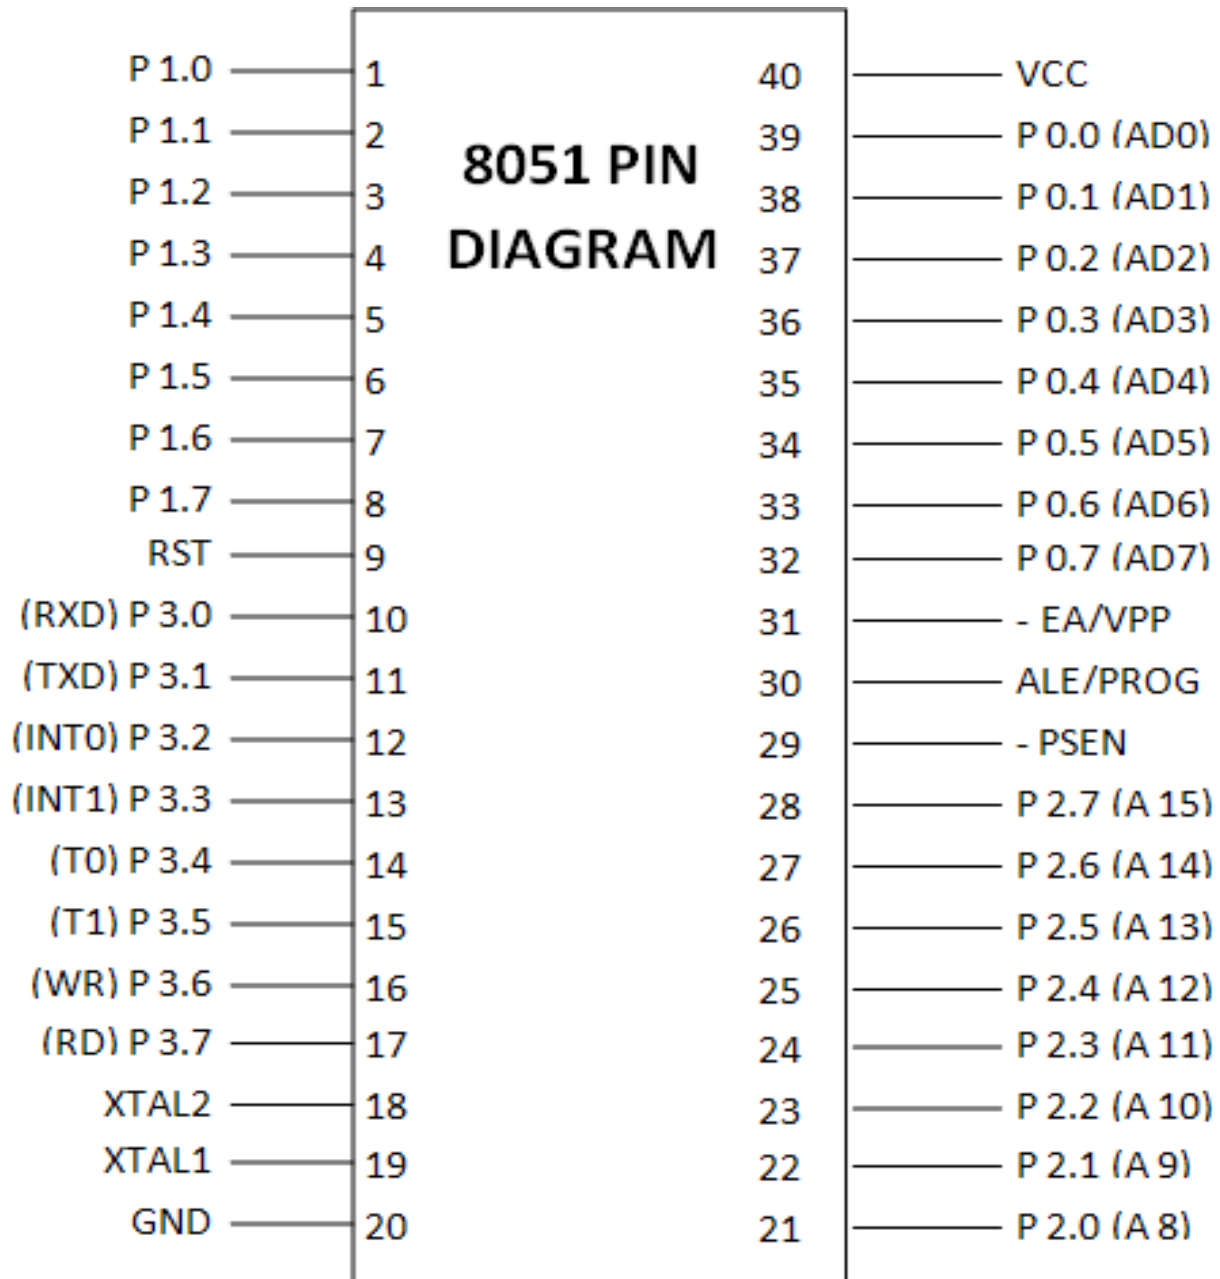 8051 PIN
DIAGRAM
P 1.0 1
P 1.1 2
P 1.2 3
P 1.3 4
P 1.4 5
P 1.5 6
P 1.6 7
P 1.7 8
RST 9
(RXD) P 3.0 10
(TXD) P 3.1 11
(INT0) P 3.2 12
(INT1) P 3.3 13
(T0) P 3.4 14
(T1) P 3.5 15
(WR) P 3.6 16
(RD) P 3.7 17
XTAL2 18
XTAL1 19
GND 20
40 VCC
39 P 0.0 (AD0)
38 P 0.1 (AD1)
37 P 0.2 (AD2)
36 P 0.3 (AD3)
35 P 0.4 (AD4)
34 P 0.5 (AD5)
33 P 0.6 (AD6)
32 P 0.7 (AD7)
31 - EA/VPP
30 ALE/PROG
29 - PSEN
28 P 2.7 (A 15)
27 P 2.6 (A 14)
26 P 2.5 (A 13)
25 P 2.4 (A 12)
24 P 2.3 (A 11)
23 P 2.2 (A 10)
22 P 2.1 (A 9)
21 P 2.0 (A 8)